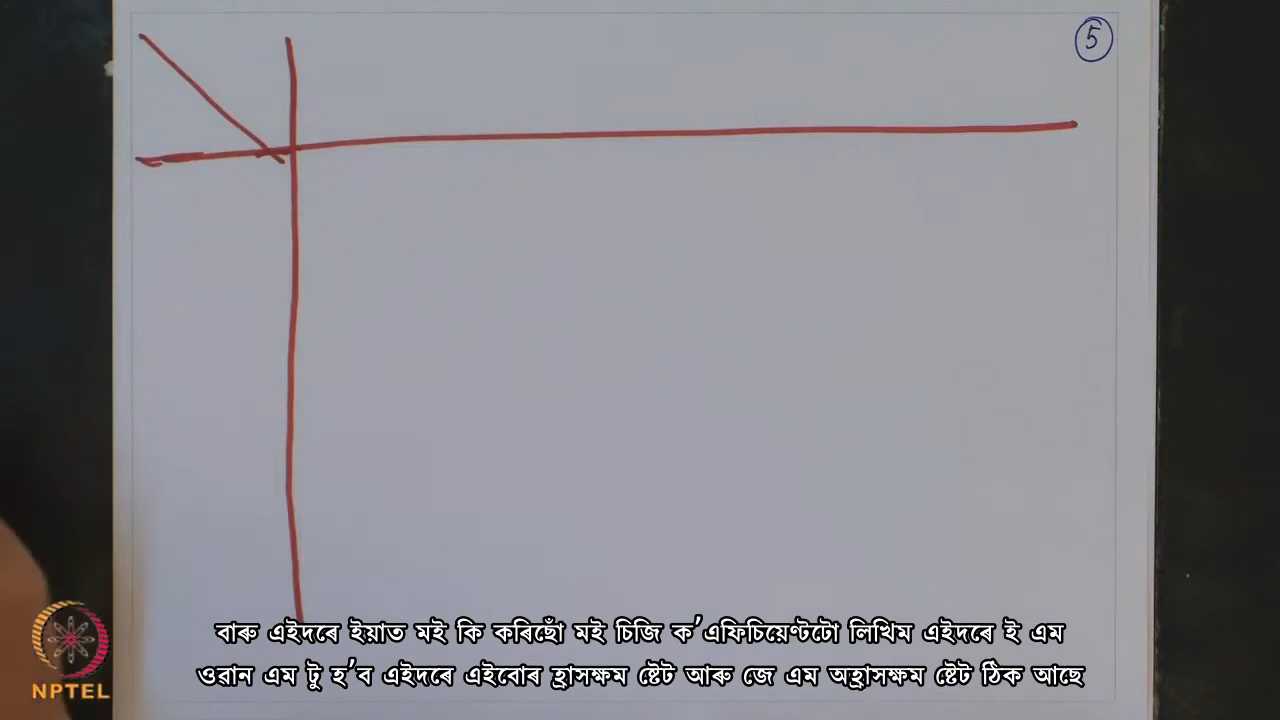 5
বাৰু এইদৰে ইয়াত মই কি কৰিছোঁ মই চিজি ক’এফিচিয়েণ্টটো লিখিম এইদৰে ই এম
ওৱান এম টু হ’ব এইদৰে এইবোৰ হ্ৰাসক্ষম ষ্টেট আৰু জে এম অহ্ৰাসক্ষম ষ্টেট ঠিক আছে
NPTEL